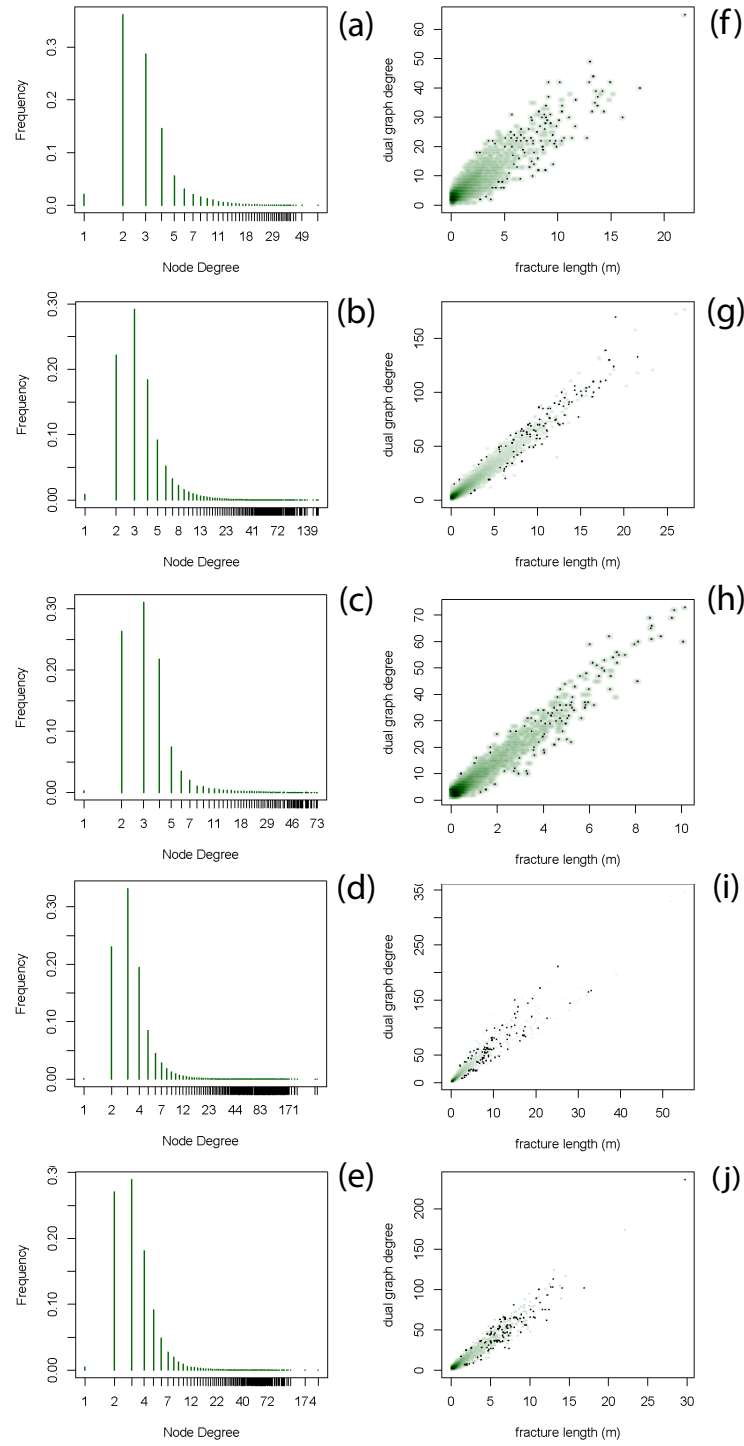 (a)
Frequency
0.3
0.2
0.1
0.0
1 2 3 5 7 11 18 29 49
Node Degree
(f)
dual graph degree
60
50
40
30
20
10
0
0 5 10 15 20
fracture length (m)
(b)
Frequency
0.30
0.20
0.10
0.00
1 2 3 5 8 13 23 41 72 139
Node Degree
(g)
dual graph degree
150
100
50
0
0 5 10 15 20 25
fracture length (m)
(c)
Frequency
0.30
0.20
0.10
0.00
1 2 3 5 7 11 18 29 46 73
Node Degree
(h)
dual graph degree
70
60
50
40
30
20
10
0
0 2 4 6 8 10
fracture length (m)
(d)
Frequency
0.30
0.20
0.10
0.00
1 2 4 7 12 23 44 83 171
Node Degree
(i)
dual graph degree
350
250
150
50
0
0 10 20 30 40 50
fracture length (m)
(e)
Frequency
0.30
0.20
0.10
0.00
1 2 4 7 12 22 40 72 174
Node Degree
(j)
dual graph degree
200
150
100
50
0
0 5 10 15 20 25 30
fracture length (m)